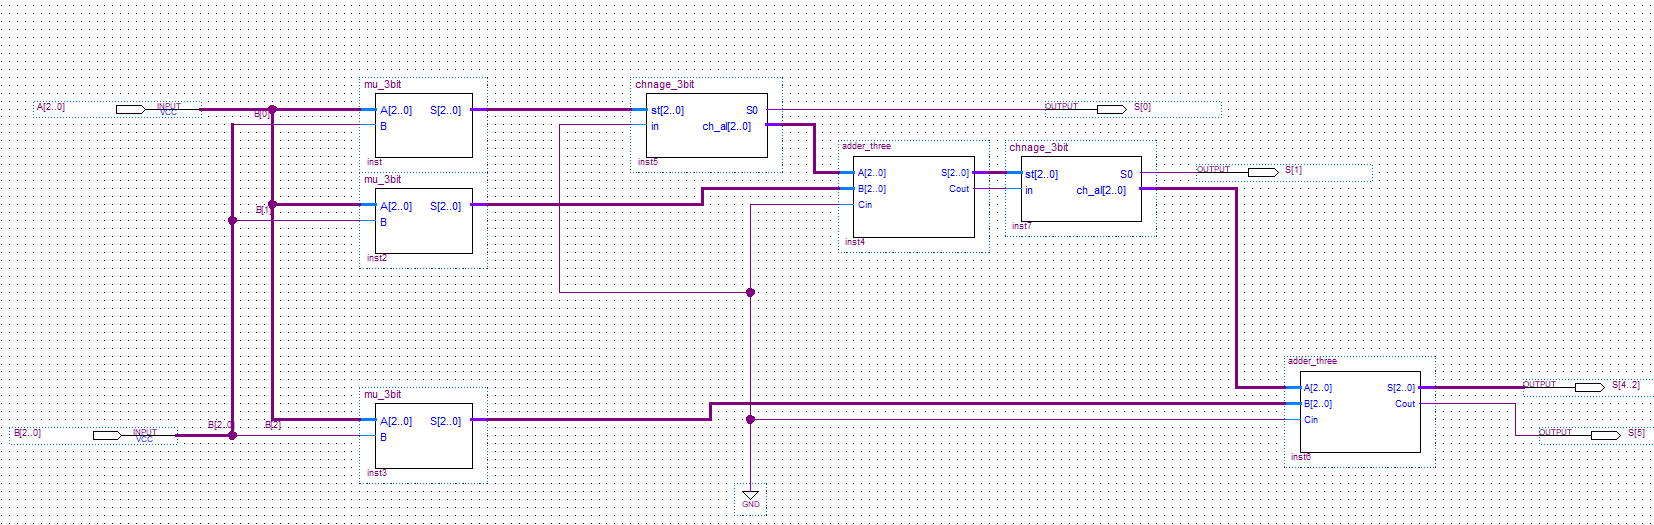 A[2..0]
INPUT
VCC
B[0]
mu_3bit
A[2..0]
S[2..0]
B
inst
chnage_3bit
st[2..0]
S0
in
ch_al[2..0]
inst5
OUTPUT
S[0]
mu_3bit
B[1]
A[2..0]
S[2..0]
B
inst2
adder_three
A[2..0]
S[2..0]
B[2..0]
Cout
Cin
inst4
chnage_3bit
st[2..0]
S0
in
ch_al[2..0]
inst7
OUTPUT
S[1]
B[2..0]
INPUT
VCC
B[2..0]
B[2]
mu_3bit
A[2..0]
S[2..0]
B
inst3
GND
adder_three
A[2..0]
S[2..0]
B[2..0]
Cout
Cin
inst6
OUTPUT
S[4..2]
OUTPUT
S[5]